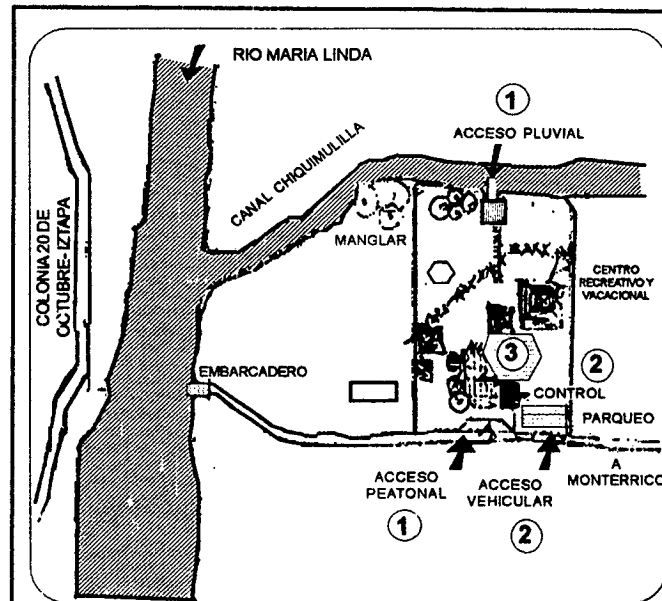 RIO MARIA LINDA
1
ACCESO PLUVIAL
CANAL CHIQUIMULILLA
MANGLAR
COLONIA 20 DE
OCTUBRE-IZTAPA
CENTRO
RECREATIVO Y
VACACIONAL
3
2
EMBARCADERO
CONTROL
PARQUEO
A
MONTERRICO
ACCESO
PEATONAL
1
ACCESO
VEHICULAR
2